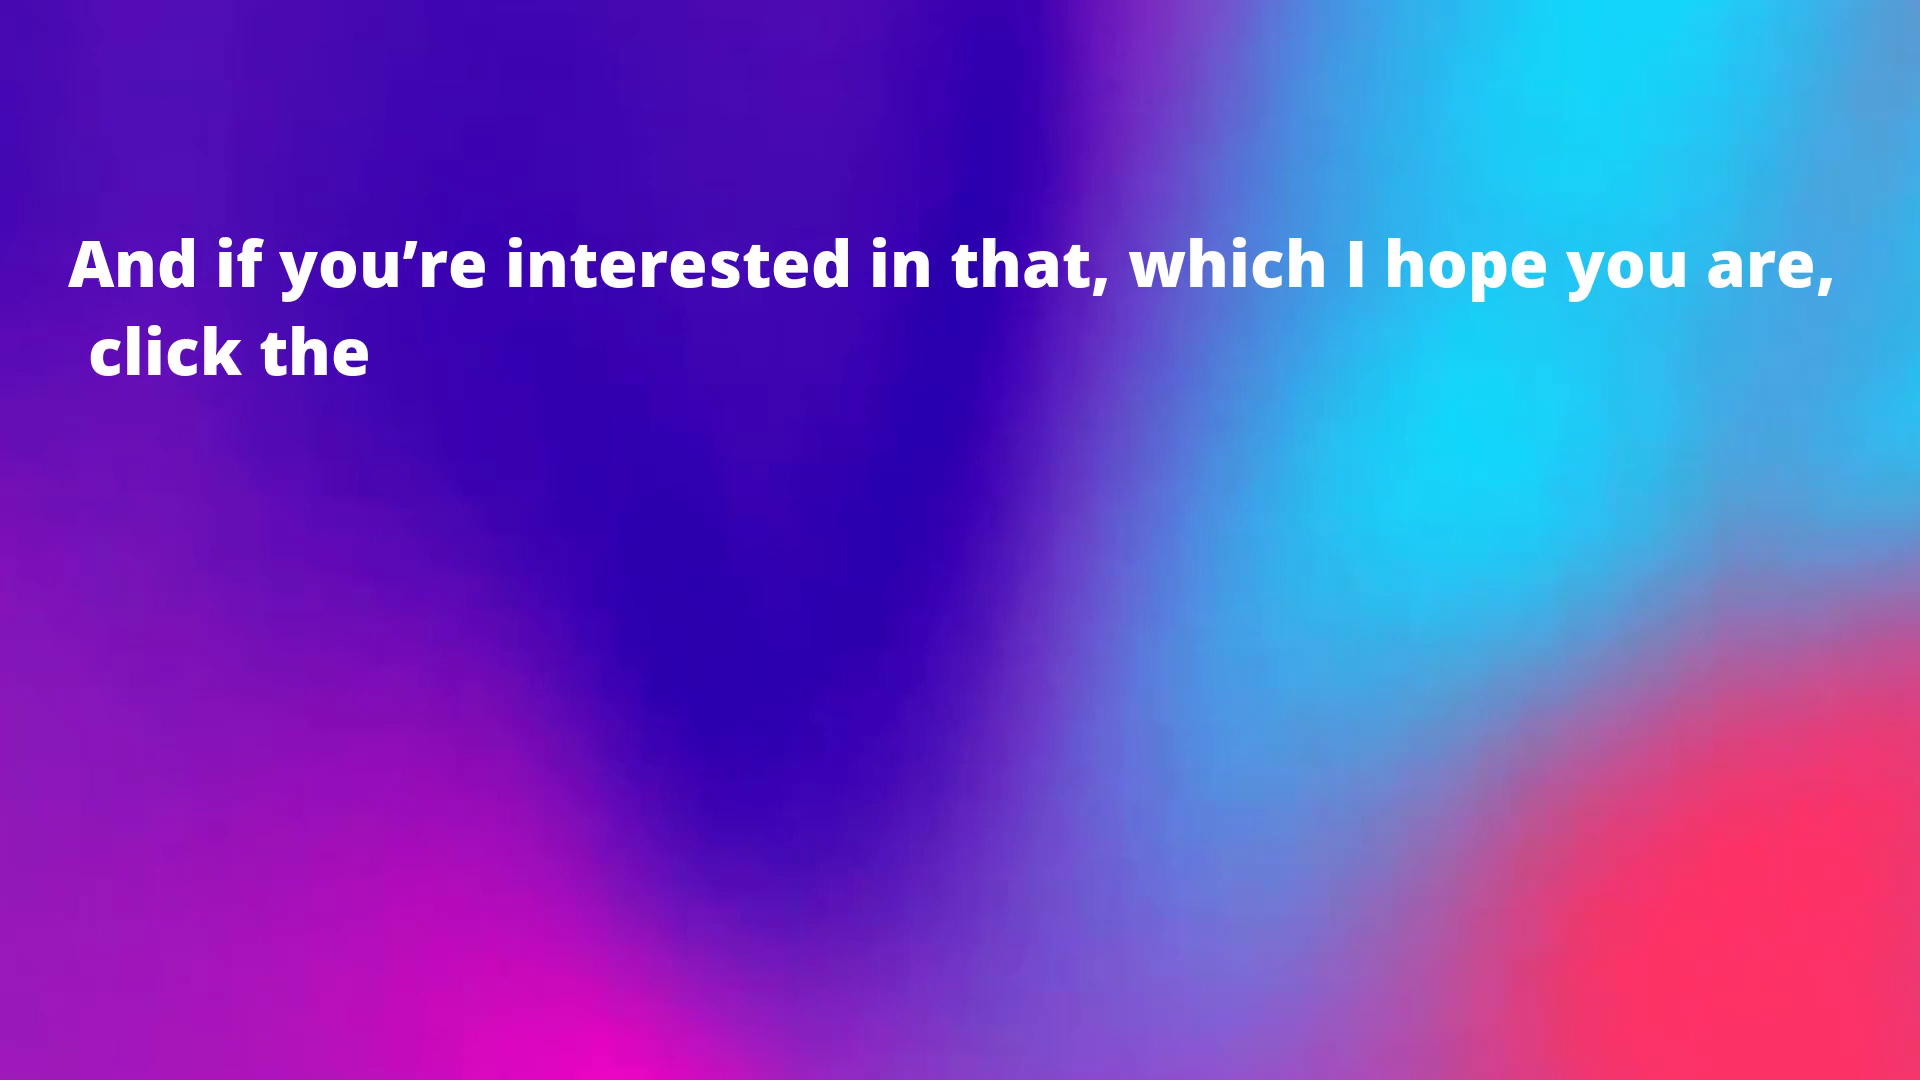 And if you’re interested in that, which I hope you are,
click the